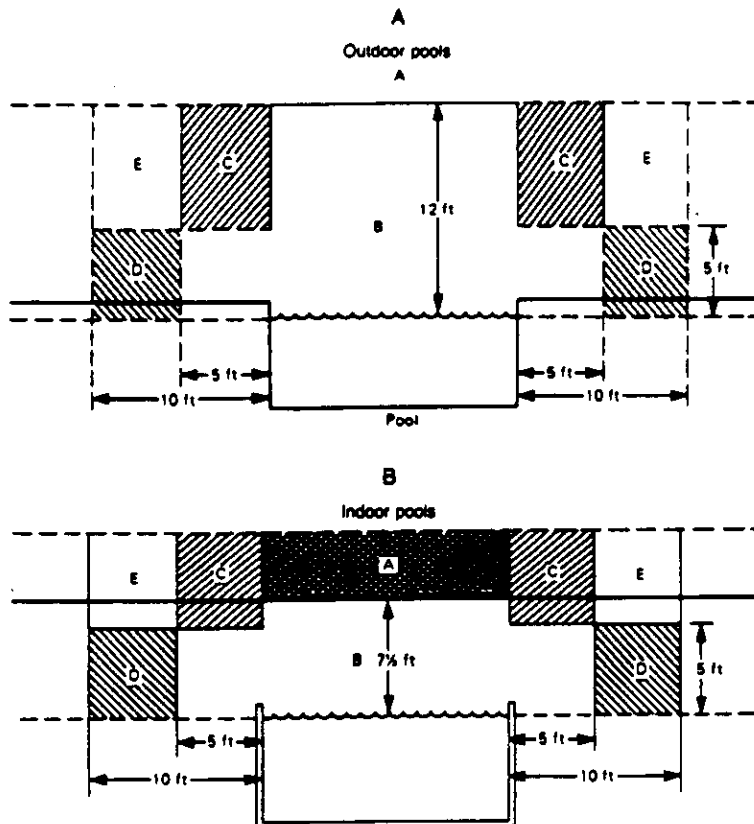 A
Outdoor pools
A
E C C E
12 ft
B
D D 5 ft
5 ft 5 ft
10 ft 10 ft
Pool
B
Indoor pools
E C A C E
B 7½ ft
D D 5 ft
5 ft 5 ft
10 ft 10 ft